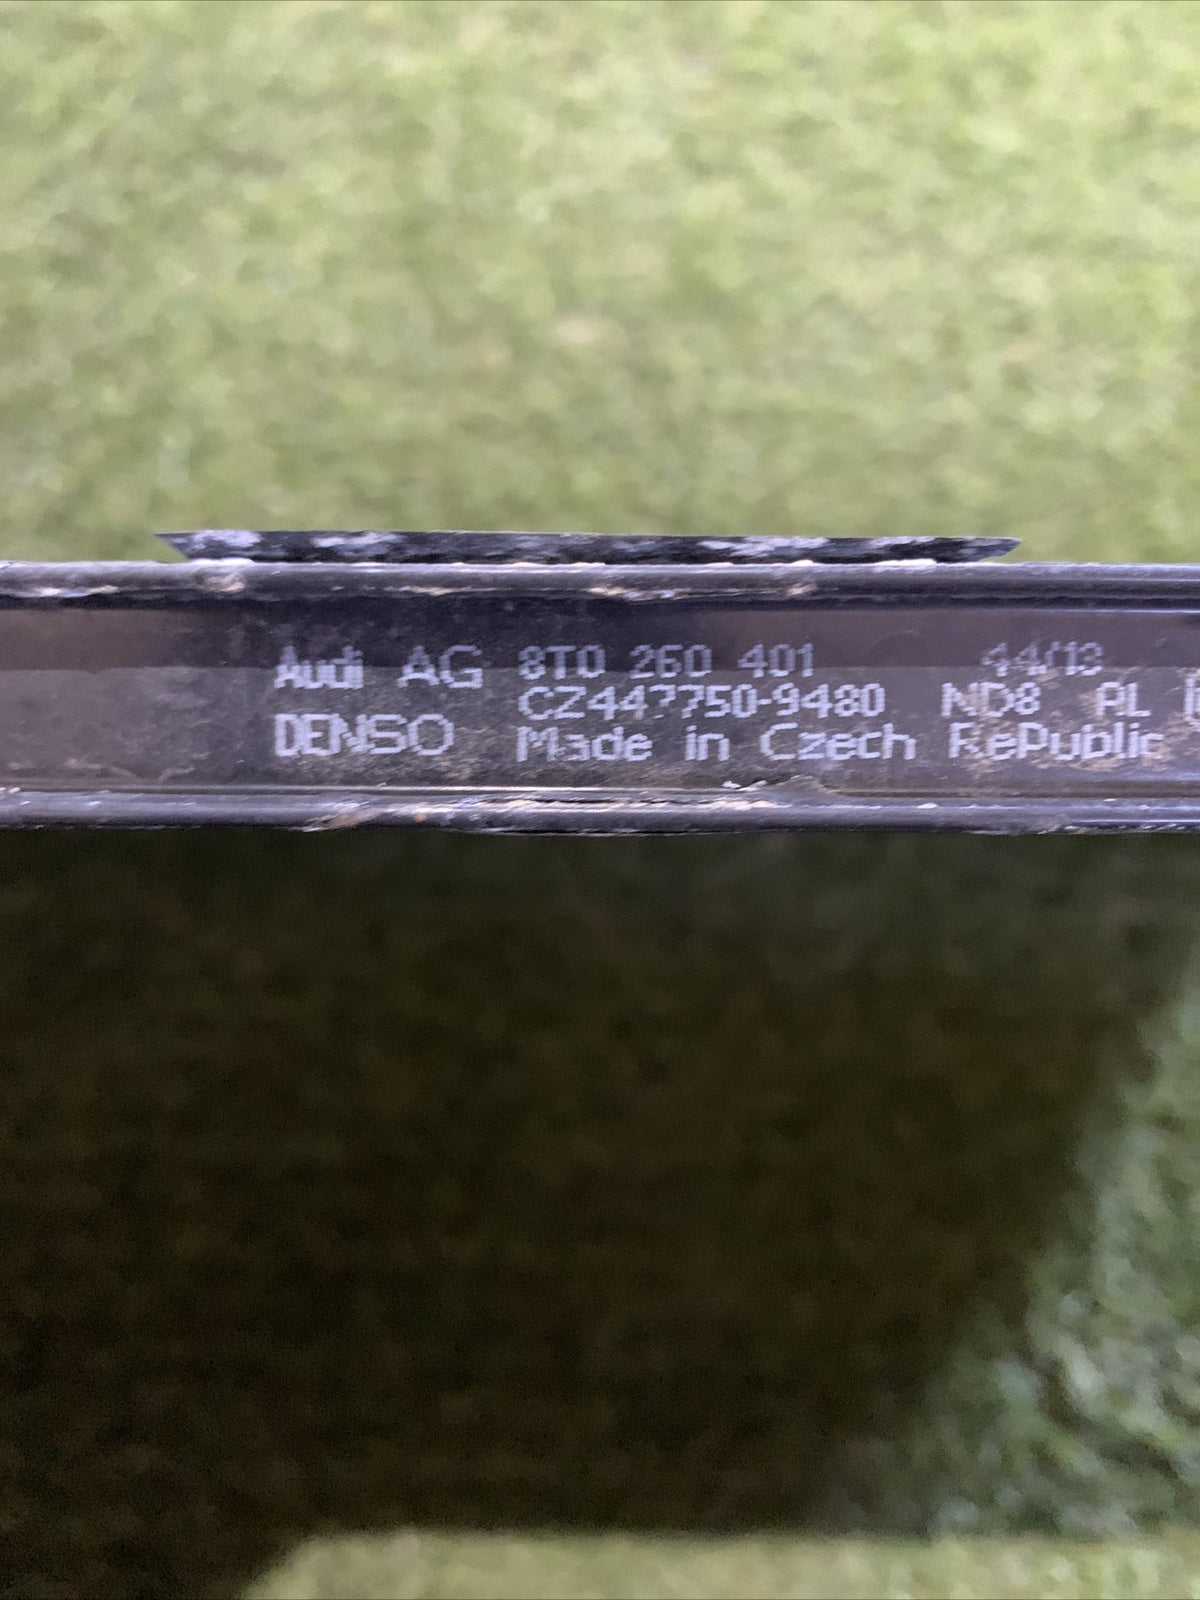 Audi AG 8T0 260 401 44/13
CZ447750-9480 ND8 PL
DENSO Made in Czech RePublic